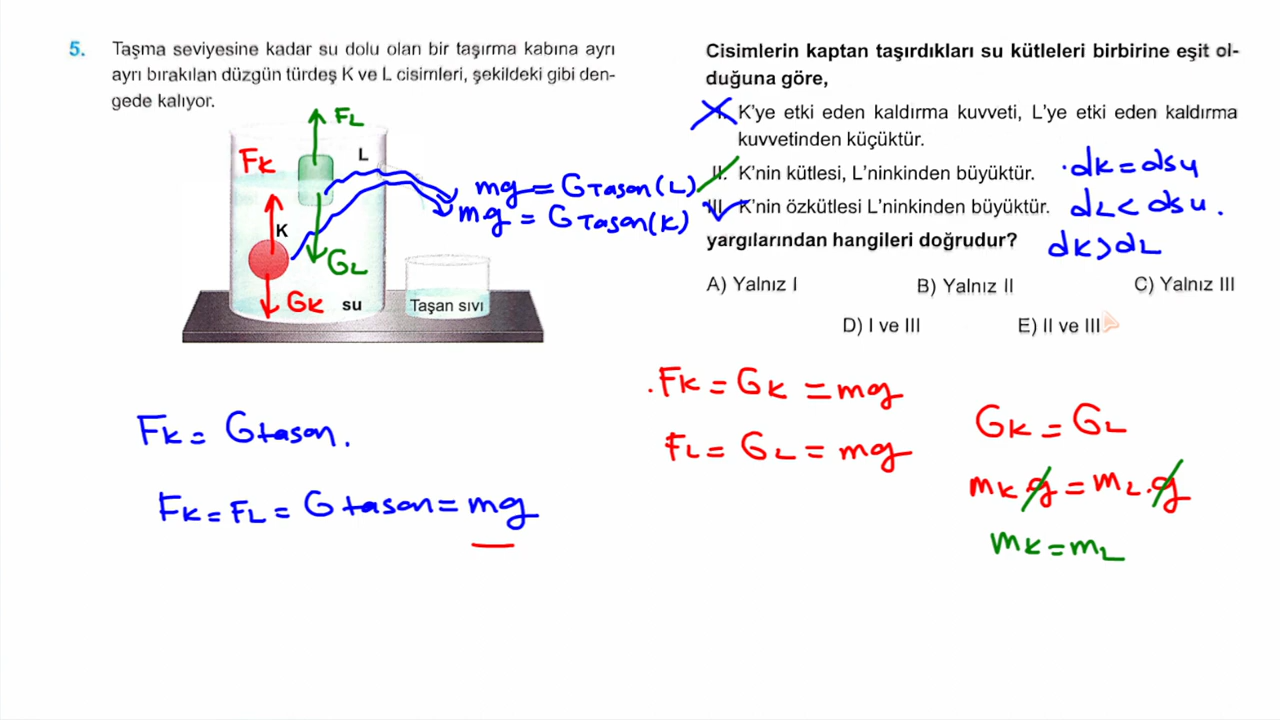 5. Taşma seviyesine kadar su dolu olan bir taşırma kabına ayrı
ayrı bırakılan düzgün türdeş K ve L cisimleri, şekildeki gibi den-
gede kalıyor.
FL
FK
L
K
GL
GK
su
Taşan sıvı
mg = GTaşan(L)
mg = GTaşan(K)
Cisimlerin kaptan taşırdıkları su kütleleri birbirine eşit ol-
duğuna göre,
I. K'ye etki eden kaldırma kuvveti, L'ye etki eden kaldırma
kuvvetinden küçüktür.
II. K'nin kütlesi, L'ninkinden büyüktür.
III. K'nin özkütlesi L'ninkinden büyüktür.
yargılarından hangileri doğrudur?
dK = dsu
dL < dsu.
dK > dL
A) Yalnız I B) Yalnız II C) Yalnız III
D) I ve III E) II ve III
FK = Gtasan.
FK = FL = Gtasan = mg
.FK = GK = mg
FL = GL = mg
GK = GL
mK.g = mL.g
mK = mL